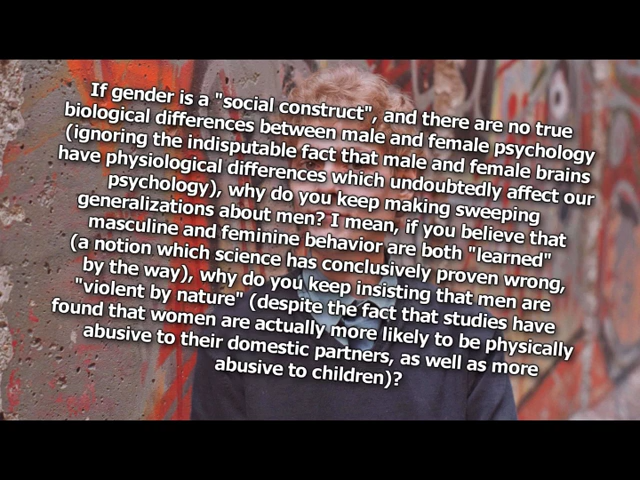 If gender is a "social construct", and there are no true
biological differences between male and female psychology
(ignoring the indisputable fact that male and female brains
have physiological differences which undoubtedly affect our
psychology), why do you keep making sweeping
generalizations about men? I mean, if you believe that
masculine and feminine behavior are both "learned"
(a notion which science has conclusively proven wrong,
by the way), why do you keep insisting that men are
"violent by nature" (despite the fact that studies have
found that women are actually more likely to be physically
abusive to their domestic partners, as well as more
abusive to children)?